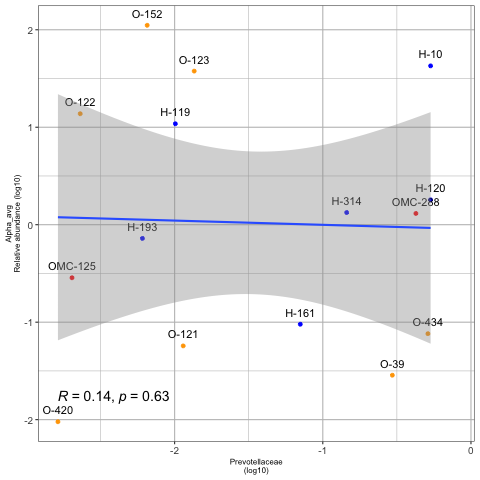 O-152
2
O-123
H-10
O-122
1
H-119
H-120
H-314
OMC-288
Alpha_avg
Relative abundance (log10)
0
H-193
OMC-125
-1
H-161
O-434
O-121
O-39
R = 0.14, p = 0.63
O-420
-2
-2 -1 0
Prevotellaceae
(log10)